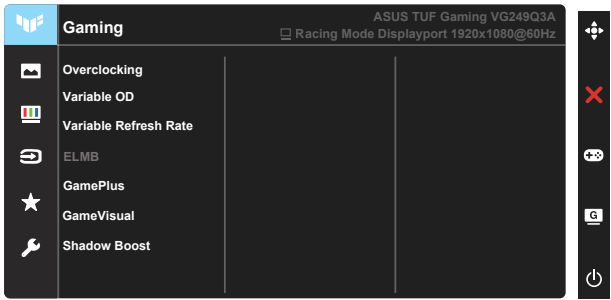 Gaming
ASUS TUF Gaming VG249Q3A
Racing Mode Displayport 1920x1080@60Hz
Overclocking
Variable OD
Variable Refresh Rate
ELMB
GamePlus
GameVisual
Shadow Boost
G